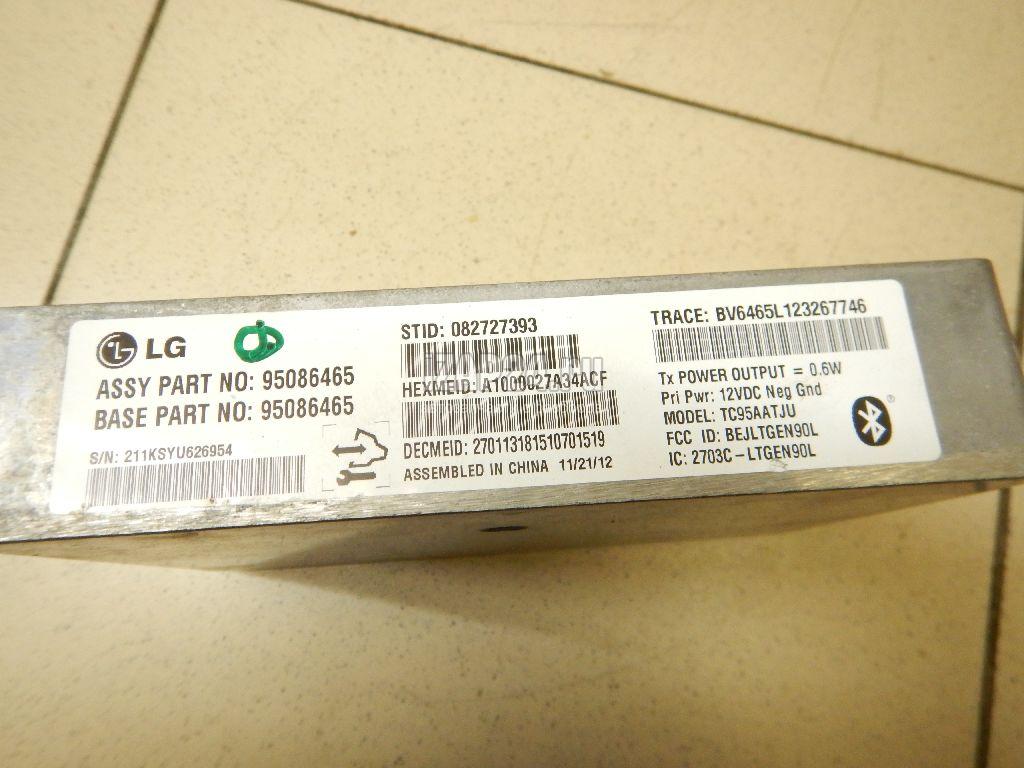 LG
ASSY PART NO: 95086465
BASE PART NO: 95086465
S/N: 211KSYU626954
STID: 082727393
HEXMEID: A1000027A34ACF
DECMEID: 270113181510701519
ASSEMBLED IN CHINA 11/21/12
TRACE: BV6465L123267746
Tx POWER OUTPUT = 0.6W
Pri Pwr: 12VDC Neg Gnd
MODEL: TC95AATJU
FCC ID: BEJLTGEN90L
IC: 2703C-LTGEN90L
®